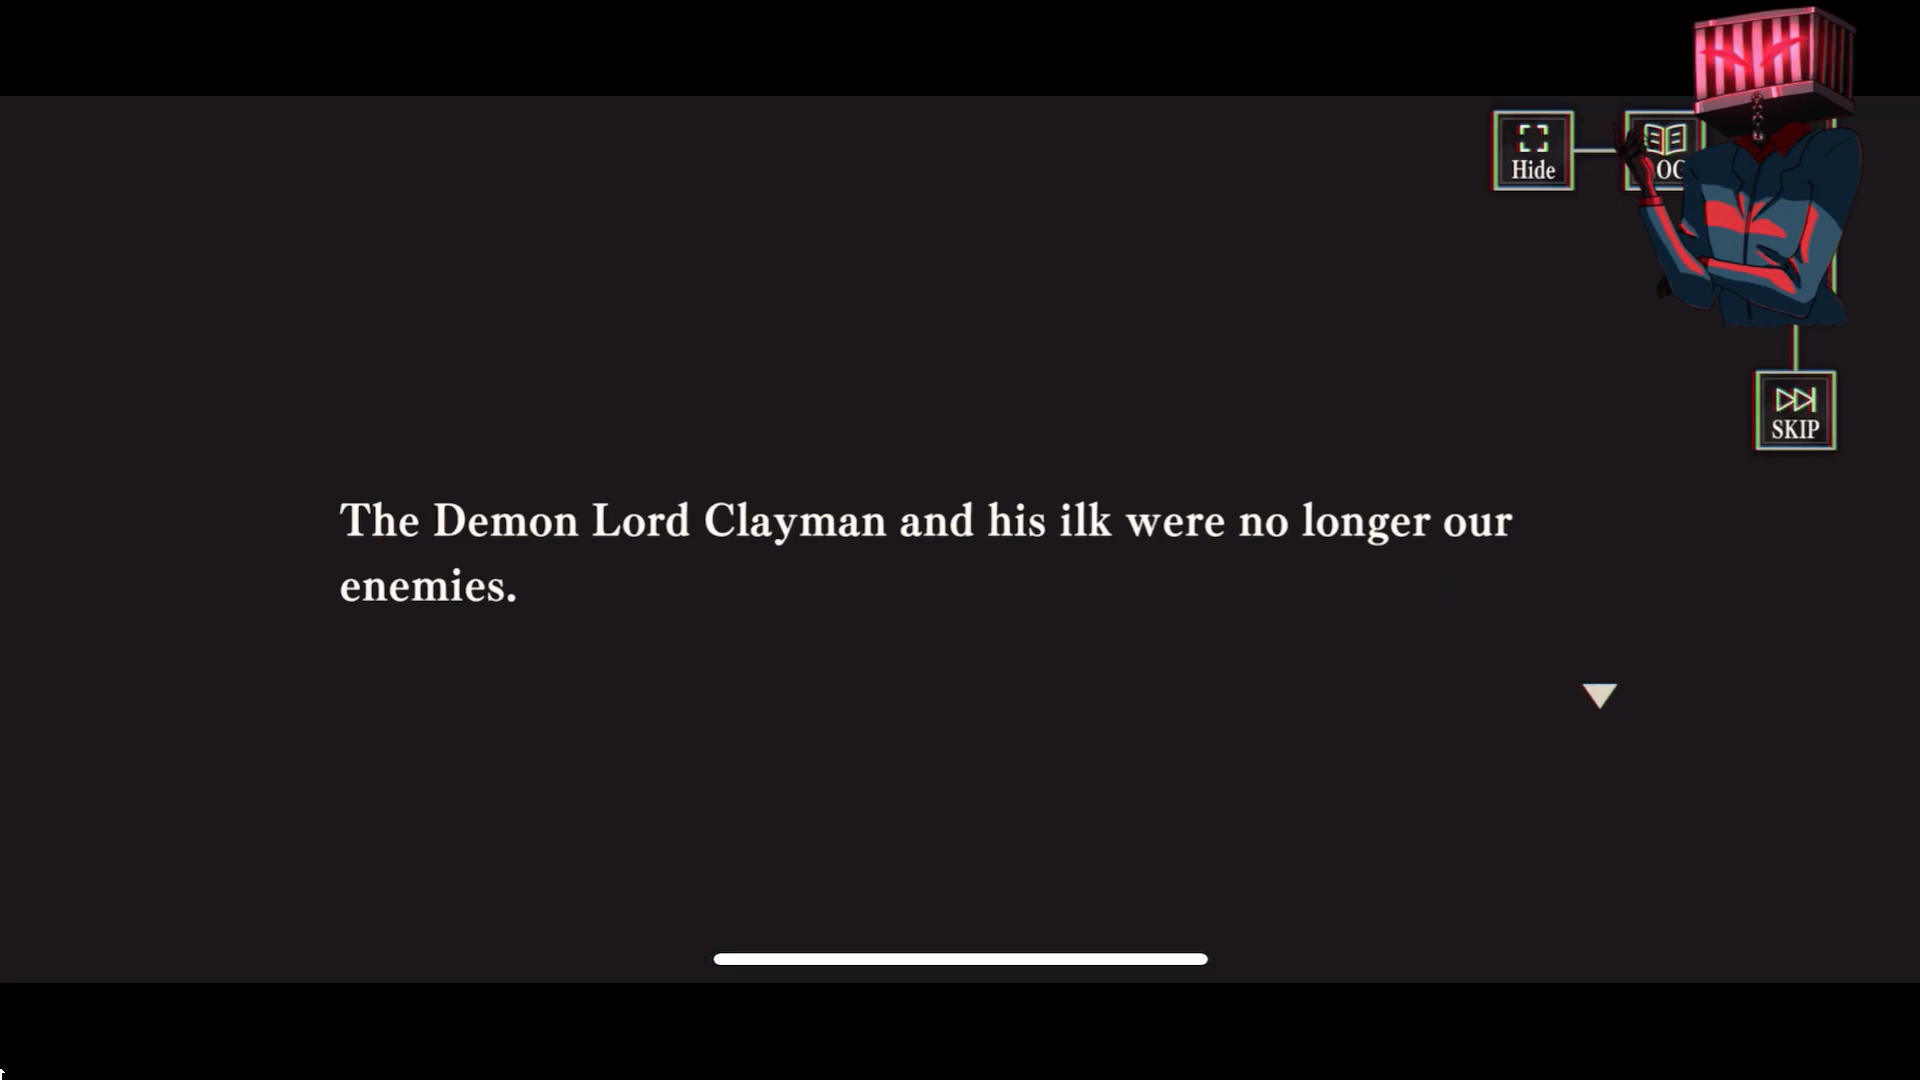 Hide
SKIP
The Demon Lord Clayman and his ilk were no longer our
enemies.